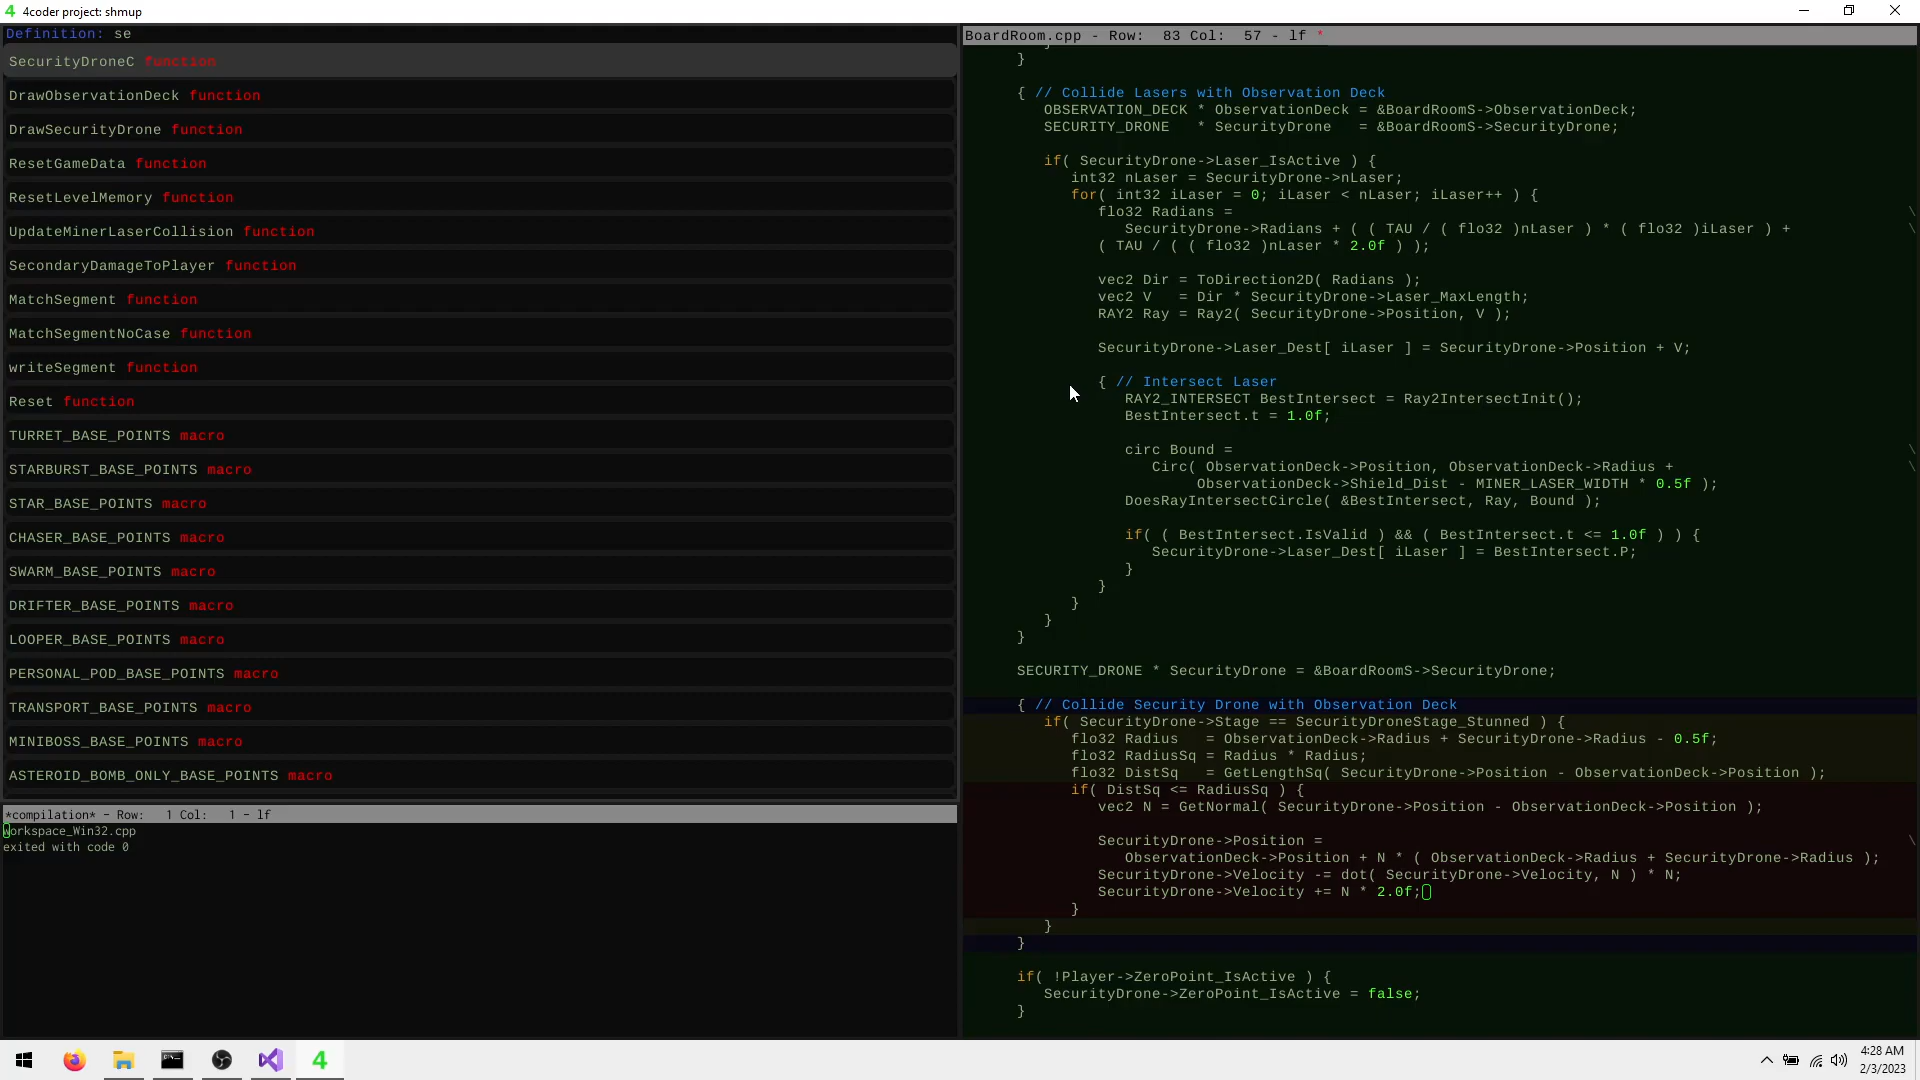 4 4coder project: shmup
Definition: se
SecurityDroneC function
DrawObservationDeck function
DrawSecurityDrone function
ResetGameData function
ResetLevelMemory function
UpdateMinerLaserCollision function
SecondaryDamageToPlayer function
MatchSegment function
MatchSegmentNoCase function
writeSegment function
Reset function
TURRET_BASE_POINTS macro
STARBURST_BASE_POINTS macro
STAR_BASE_POINTS macro
CHASER_BASE_POINTS macro
SWARM_BASE_POINTS macro
DRIFTER_BASE_POINTS macro
LOOPER_BASE_POINTS macro
PERSONAL_POD_BASE_POINTS macro
TRANSPORT_BASE_POINTS macro
MINIBOSS_BASE_POINTS macro
ASTEROID_BOMB_ONLY_BASE_POINTS macro
*compilation* - Row: 1 Col: 1 - lf
workspace_Win32.cpp
exited with code 0
BoardRoom.cpp - Row: 83 Col: 57 - lf *
}
{ // Collide Lasers with Observation Deck
OBSERVATION_DECK * ObservationDeck = &BoardRoomS->ObservationDeck;
SECURITY_DRONE * SecurityDrone = &BoardRoomS->SecurityDrone;
if( SecurityDrone->Laser_IsActive ) {
int32 nLaser = SecurityDrone->nLaser;
for( int32 iLaser = 0; iLaser < nLaser; iLaser++ ) {
flo32 Radians = \
SecurityDrone->Radians + ( ( TAU / ( flo32 )nLaser ) * ( flo32 )iLaser ) + \
( TAU / ( ( flo32 )nLaser * 2.0f ) );
vec2 Dir = ToDirection2D( Radians );
vec2 V = Dir * SecurityDrone->Laser_MaxLength;
RAY2 Ray = Ray2( SecurityDrone->Position, V );
SecurityDrone->Laser_Dest[ iLaser ] = SecurityDrone->Position + V;
{ // Intersect Laser
RAY2_INTERSECT BestIntersect = Ray2IntersectInit();
BestIntersect.t = 1.0f;
circ Bound = \
Circ( ObservationDeck->Position, ObservationDeck->Radius + \
ObservationDeck->Shield_Dist - MINER_LASER_WIDTH * 0.5f );
DoesRayIntersectCircle( &BestIntersect, Ray, Bound );
if( ( BestIntersect.IsValid ) && ( BestIntersect.t <= 1.0f ) ) {
SecurityDrone->Laser_Dest[ iLaser ] = BestIntersect.P;
}
}
}
}
}
SECURITY_DRONE * SecurityDrone = &BoardRoomS->SecurityDrone;
{ // Collide Security Drone with Observation Deck
if( SecurityDrone->Stage == SecurityDroneStage_Stunned ) {
flo32 Radius = ObservationDeck->Radius + SecurityDrone->Radius - 0.5f;
flo32 RadiusSq = Radius * Radius;
flo32 DistSq = GetLengthSq( SecurityDrone->Position - ObservationDeck->Position );
if( DistSq <= RadiusSq ) {
vec2 N = GetNormal( SecurityDrone->Position - ObservationDeck->Position );
SecurityDrone->Position = \
ObservationDeck->Position + N * ( ObservationDeck->Radius + SecurityDrone->Radius );
SecurityDrone->Velocity -= dot( SecurityDrone->Velocity, N ) * N;
SecurityDrone->Velocity += N * 2.0f;
}
}
}
if( !Player->ZeroPoint_IsActive ) {
SecurityDrone->ZeroPoint_IsActive = false;
}
4
4:28 AM
2/3/2023